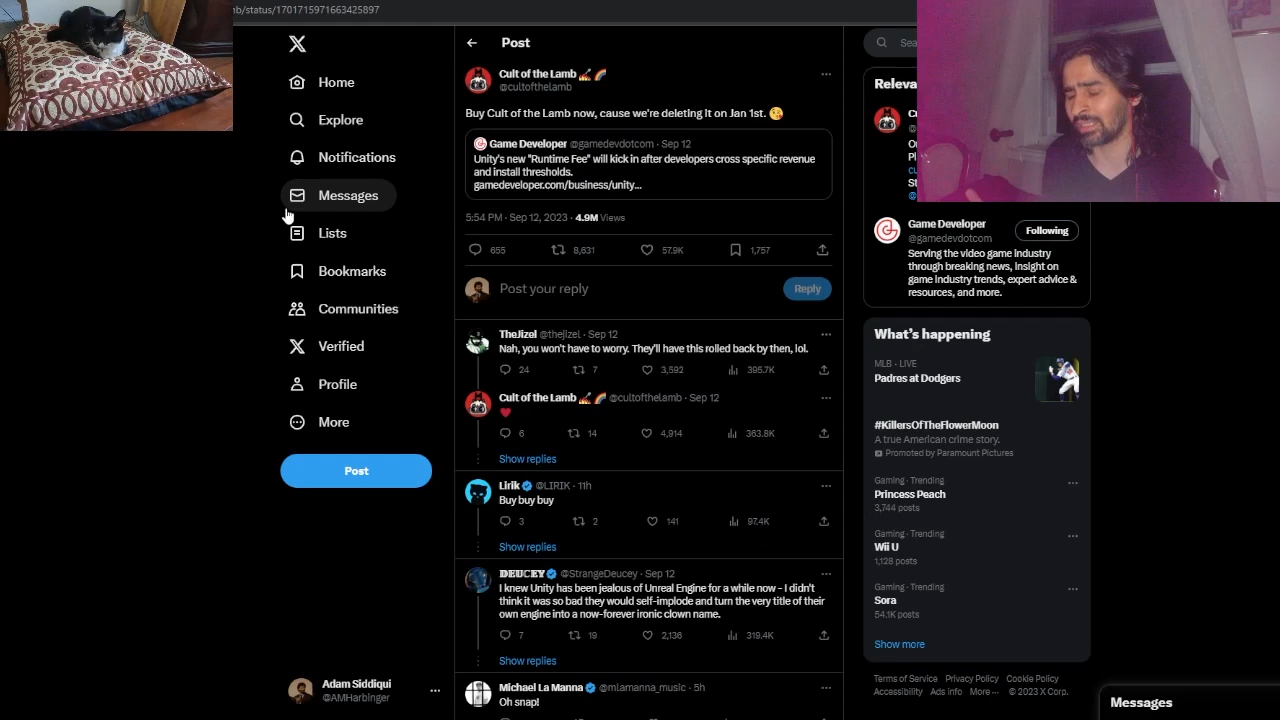 nb/status/1701715971663425897
Home
Explore
Notifications
Messages
Lists
Bookmarks
Communities
Verified
Profile
More
Post
Adam Siddiqui
@AMHarbinger
Post
Cult of the Lamb
@cultofthelamb
Buy Cult of the Lamb now, cause we're deleting it on Jan 1st. 😘
Game Developer @gamedevdotcom · Sep 12
Unity's new "Runtime Fee" will kick in after developers cross specific revenue
and install thresholds.
gamedeveloper.com/business/unity...
5:54 PM · Sep 12, 2023 · 4.9M Views
655 8,631 57.9K 1,757
Post your reply Reply
TheJizel @thejizel · Sep 12
Nah, you won't have to worry. They'll have this rolled back by then, lol.
24 7 3,592 395.7K
Cult of the Lamb @cultofthelamb · Sep 12
♥
6 14 4,914 363.8K
Show replies
Lirik @LIRIK · 11h
Buy buy buy
3 2 141 97.4K
Show replies
DEUCEY @StrangeDeucey · Sep 12
I knew Unity has been jealous of Unreal Engine for a while now - I didn't
think it was so bad they would self-implode and turn the very title of their
own engine into a now-forever ironic clown name.
7 19 2,136 319.4K
Show replies
Michael La Manna @mlamanna_music · 5h
Oh snap!
Sea
Releva
Game Developer
@gamedevdotcom
Following
Serving the video game industry
through breaking news, insight on
game industry trends, expert advice &
resources, and more.
What's happening
MLB · LIVE
Padres at Dodgers
#KillersOfTheFlowerMoon
A true American crime story.
Promoted by Paramount Pictures
Gaming · Trending
Princess Peach
3,744 posts
Gaming · Trending
Wii U
1,128 posts
Gaming · Trending
Sora
54.1K posts
Show more
Terms of Service Privacy Policy Cookie Policy
Accessibility Ads info More ··· © 2023 X Corp.
Messages